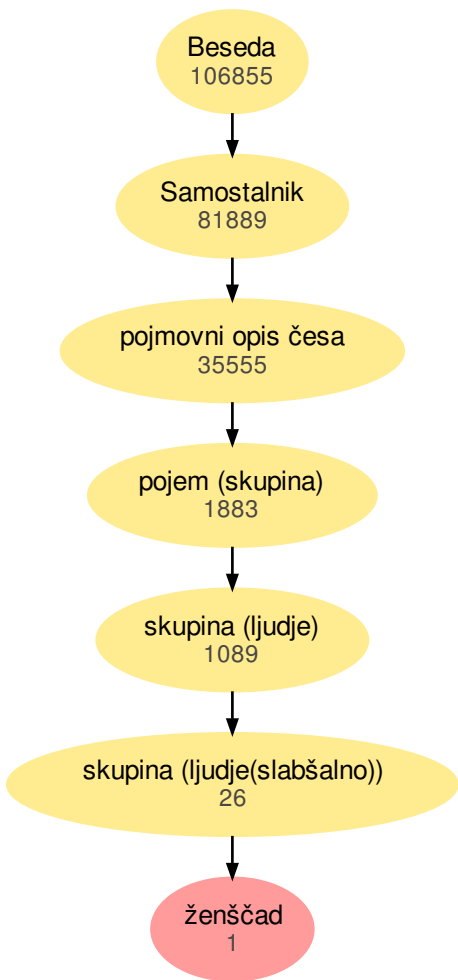 Beseda
106855
Samostalnik
81889
pojmovni opis česa
35555
pojem (skupina)
1883
skupina (ljudje)
1089
skupina (ljudje(slabšalno))
26
ženščad
1